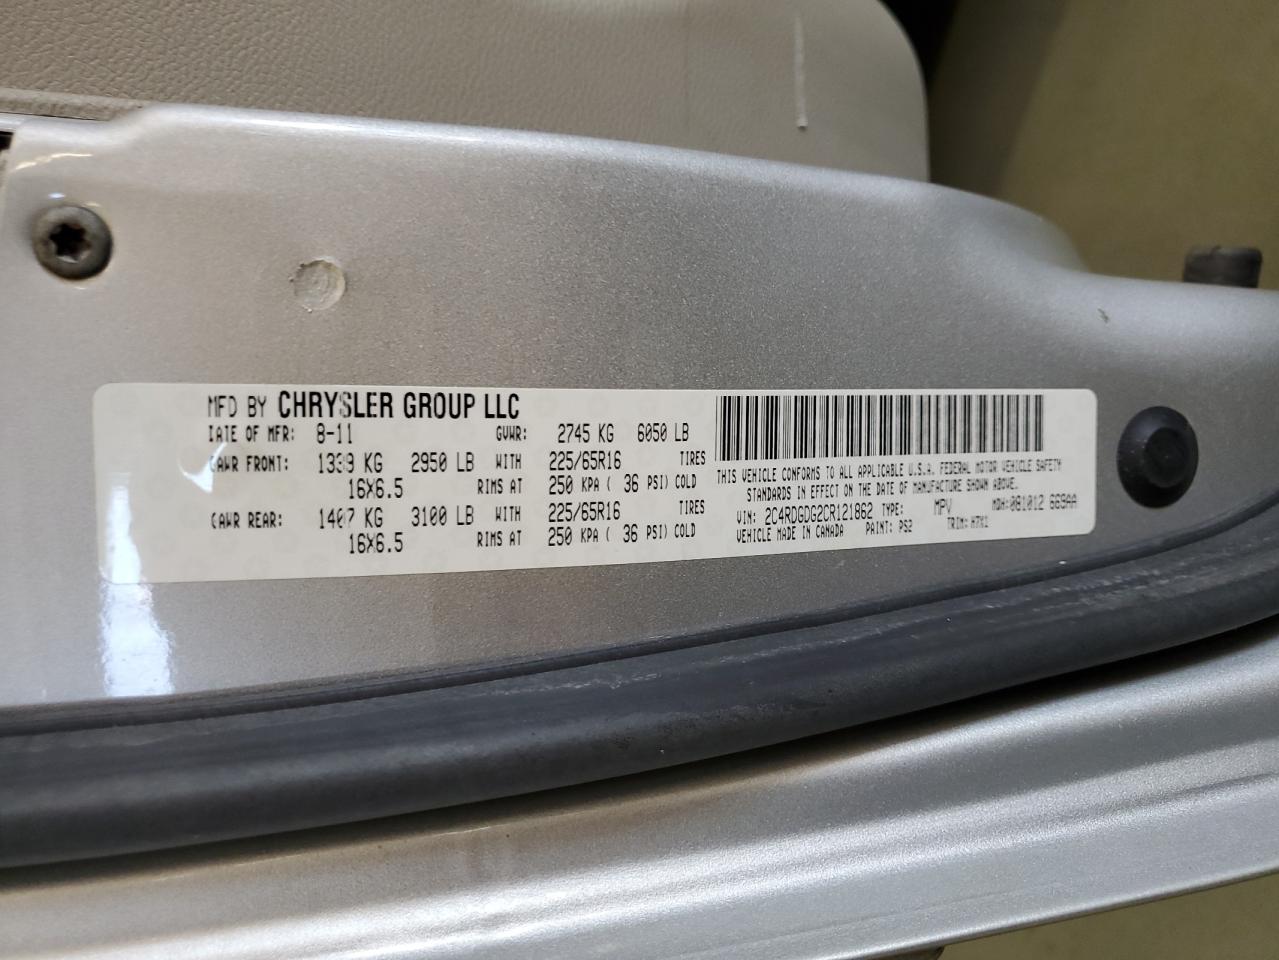 MFD BY CHRYSLER GROUP LLC
DATE OF MFR: 8-11 GVWR: 2745 KG 6050 LB
GAWR FRONT: 1339 KG 2950 LB WITH 225/65R16 TIRES
16X6.5 RIMS AT 250 KPA ( 36 PSI) COLD
GAWR REAR: 1407 KG 3100 LB WITH 225/65R16 TIRES
16X6.5 RIMS AT 250 KPA ( 36 PSI) COLD
THIS VEHICLE CONFORMS TO ALL APPLICABLE U.S.A. FEDERAL MOTOR VEHICLE SAFETY
STANDARDS IN EFFECT ON THE DATE OF MANUFACTURE SHOWN ABOVE.
VIN: 2C4RDGDG2CR121862 TYPE: MPV MDH: 081012 669AA
VEHICLE MADE IN CANADA PAINT: PS2 TRIM: